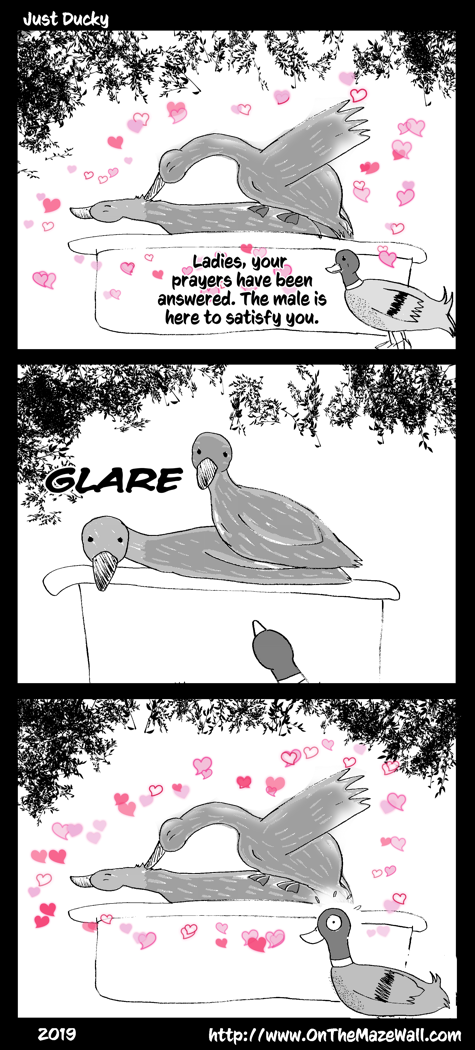 Just Ducky
Ladies, your
prayers have been
answered. The male is
here to satisfy you.
GLARE
2019
http://www.OnTheMazeWall.com